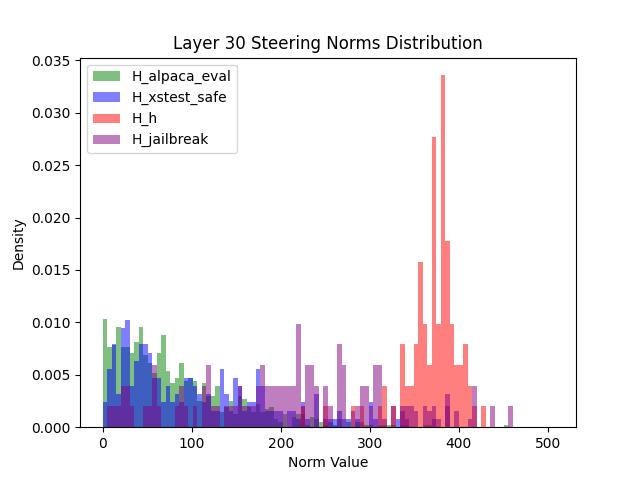 Layer 30 Steering Norms Distribution
H_alpaca_eval
H_xstest_safe
H_h
H_jailbreak
Density
0.035
0.030
0.025
0.020
0.015
0.010
0.005
0.000
0 100 200 300 400 500
Norm Value